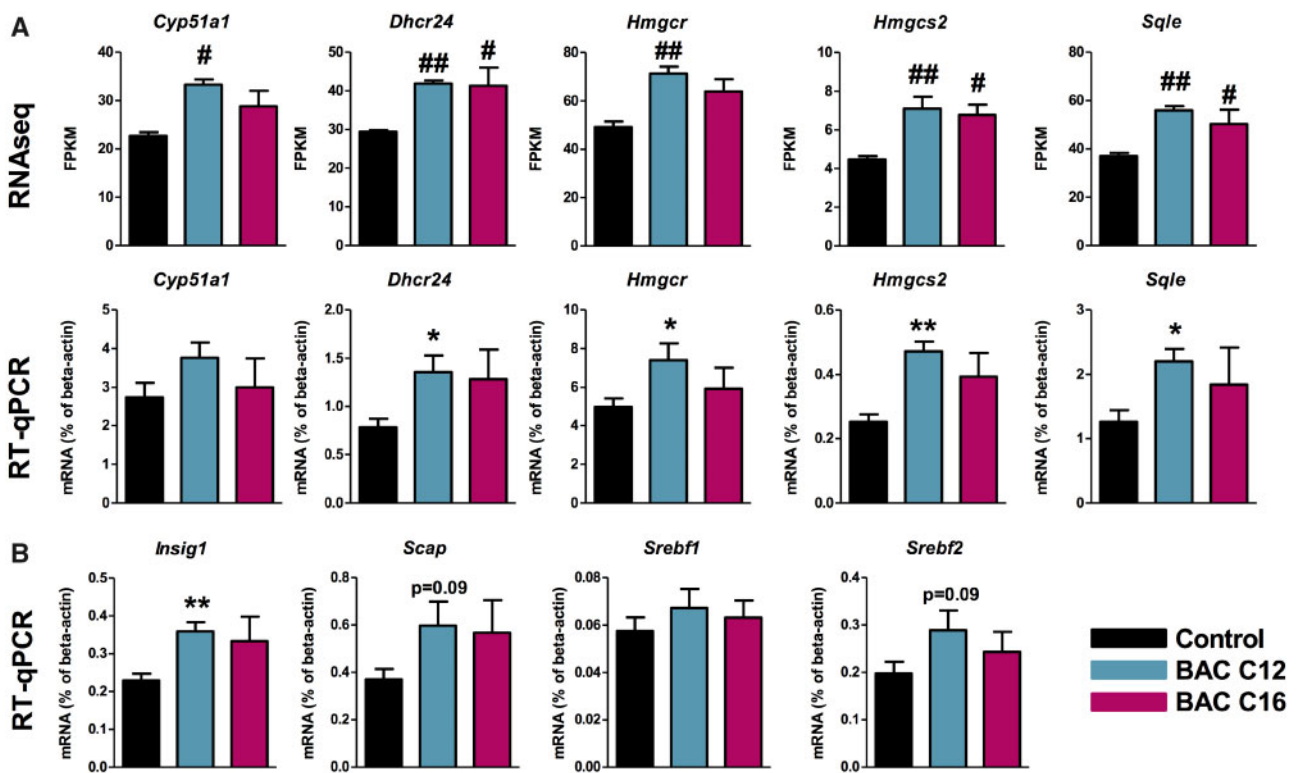 A
RNAseq
Cyp51a1
Dhcr24
Hmgcr
Hmgcs2
Sqle
FPKM
40
30
20
10
0
#
FPKM
50
40
30
20
10
0
##
#
FPKM
80
60
40
20
0
##
FPKM
10
8
6
4
2
0
##
#
FPKM
80
60
40
20
0
##
#
RT-qPCR
Cyp51a1
Dhcr24
Hmgcr
Hmgcs2
Sqle
mRNA (% of beta-actin)
5
4
3
2
1
0
mRNA (% of beta-actin)
2.0
1.5
1.0
0.5
0.0
*
mRNA (% of beta-actin)
10
8
6
4
2
0
*
mRNA (% of beta-actin)
0.6
0.4
0.2
0.0
**
mRNA (% of beta-actin)
3
2
1
0
*
B
RT-qPCR
Insig1
Scap
Srebf1
Srebf2
mRNA (% of beta-actin)
0.5
0.4
0.3
0.2
0.1
0.0
**
mRNA (% of beta-actin)
0.8
0.6
0.4
0.2
0.0
p=0.09
mRNA (% of beta-actin)
0.08
0.06
0.04
0.02
0.00
mRNA (% of beta-actin)
0.4
0.3
0.2
0.1
0.0
p=0.09
Control
BAC C12
BAC C16